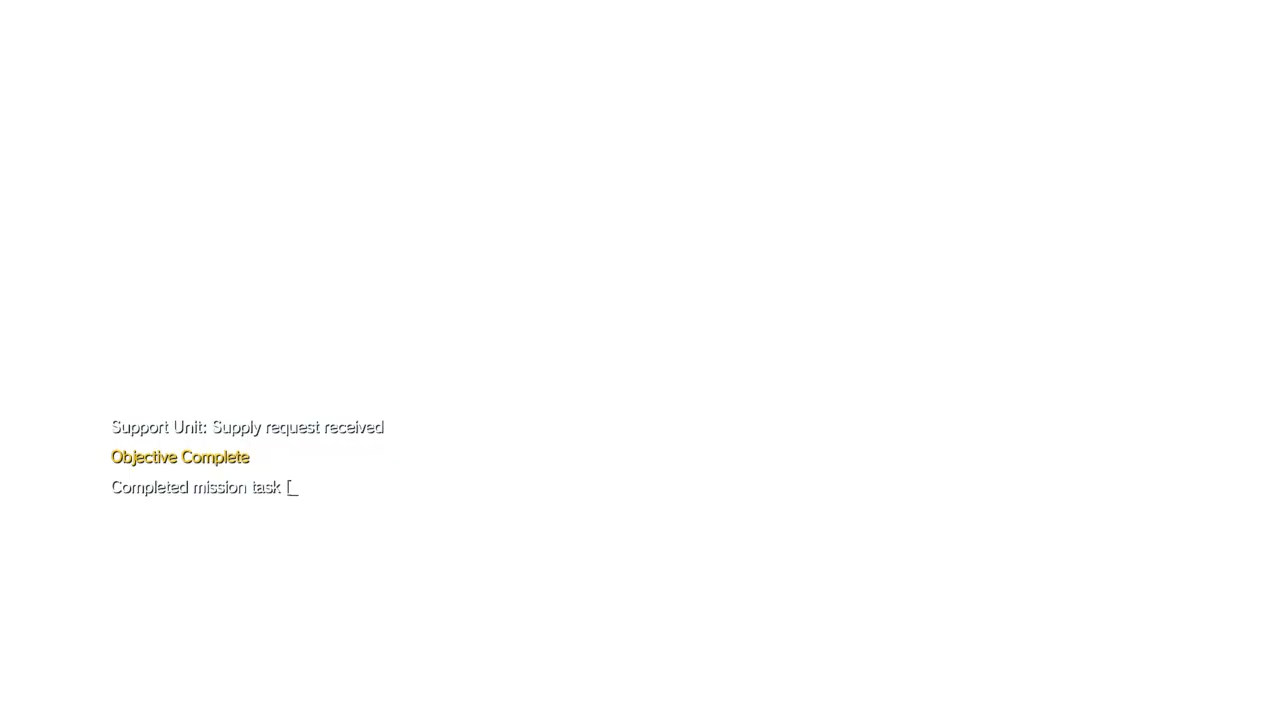 Support Unit: Supply request received
Objective Complete
Completed mission task [_